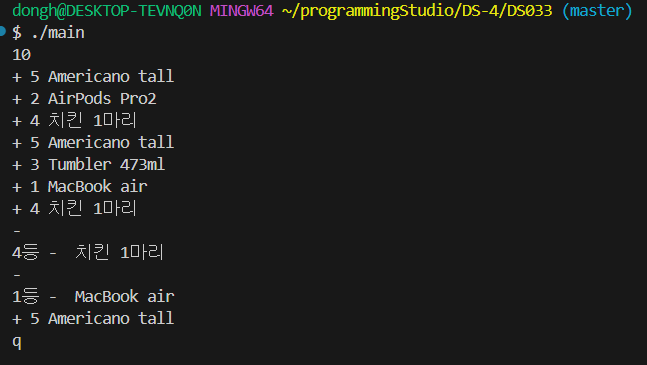 dongh@DESKTOP-TEVNQ0N MINGW64 ~/programmingStudio/DS-4/DS033 (master)
$ ./main
10
+ 5 Americano tall
+ 2 AirPods Pro2
+ 4 치킨 1마리
+ 5 Americano tall
+ 3 Tumbler 473ml
+ 1 MacBook air
+ 4 치킨 1마리
-
4등 -  치킨 1마리
-
1등 -  MacBook air
+ 5 Americano tall
q